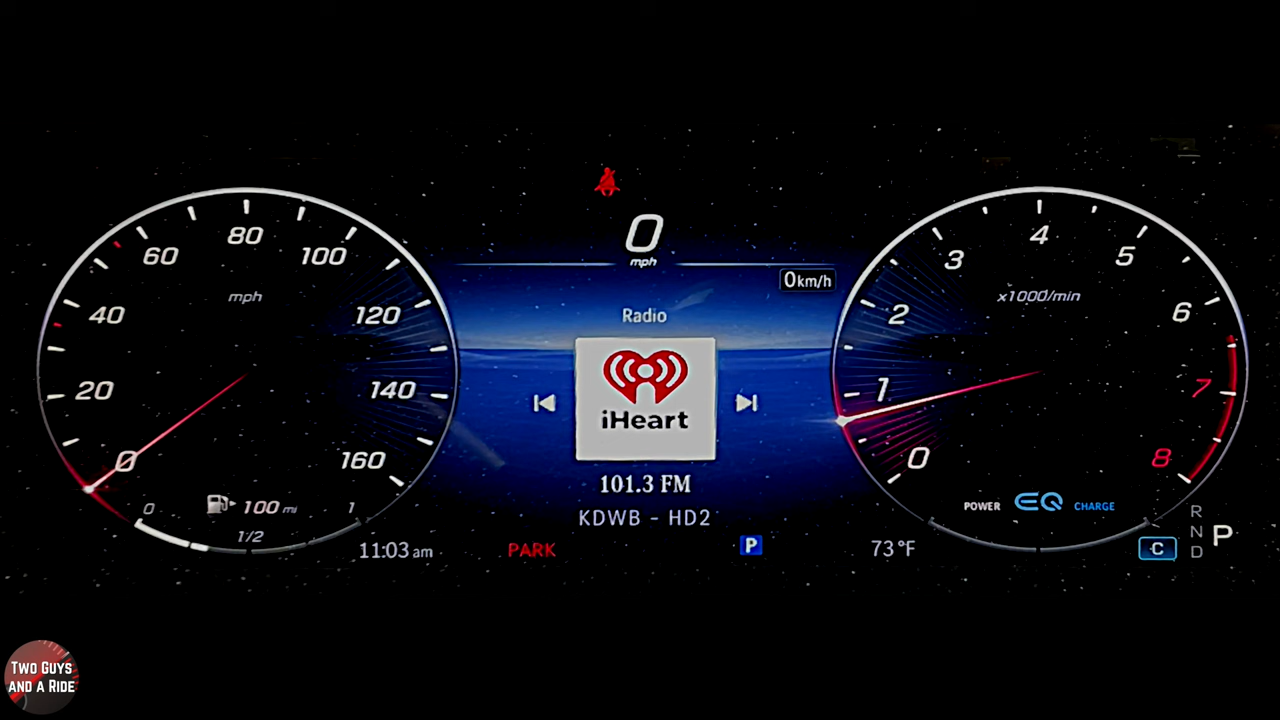 0
mph
0km/h
Radio
iHeart
101.3 FM
KDWB - HD2
mph
0
20
40
60
80
100
120
140
160
0
1/2
1
100 mi
11:03 am
PARK
P
73 °F
x1000/min
0
1
2
3
4
5
6
7
8
POWER
EQ
CHARGE
C
R
N
D
P
TWO GUYS
AND A RIDE